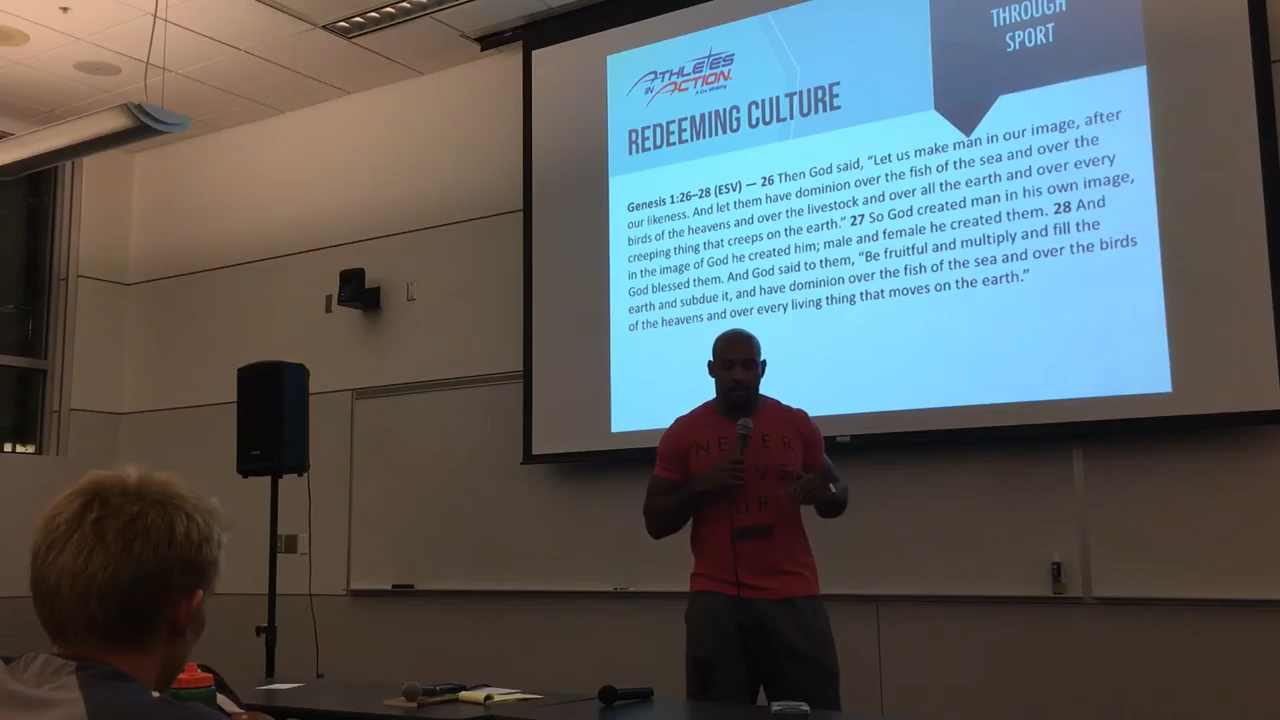 THROUGH
SPORT
ATHLETES
IN ACTION
A Cru Ministry
REDEEMING CULTURE
Genesis 1:26–28 (ESV) — 26 Then God said, “Let us make man in our image, after
our likeness. And let them have dominion over the fish of the sea and over the
birds of the heavens and over the livestock and over all the earth and over every
creeping thing that creeps on the earth.” 27 So God created man in his own image,
in the image of God he created him; male and female he created them. 28 And
God blessed them. And God said to them, “Be fruitful and multiply and fill the
earth and subdue it, and have dominion over the fish of the sea and over the birds
of the heavens and over every living thing that moves on the earth.”
NEVER
UP